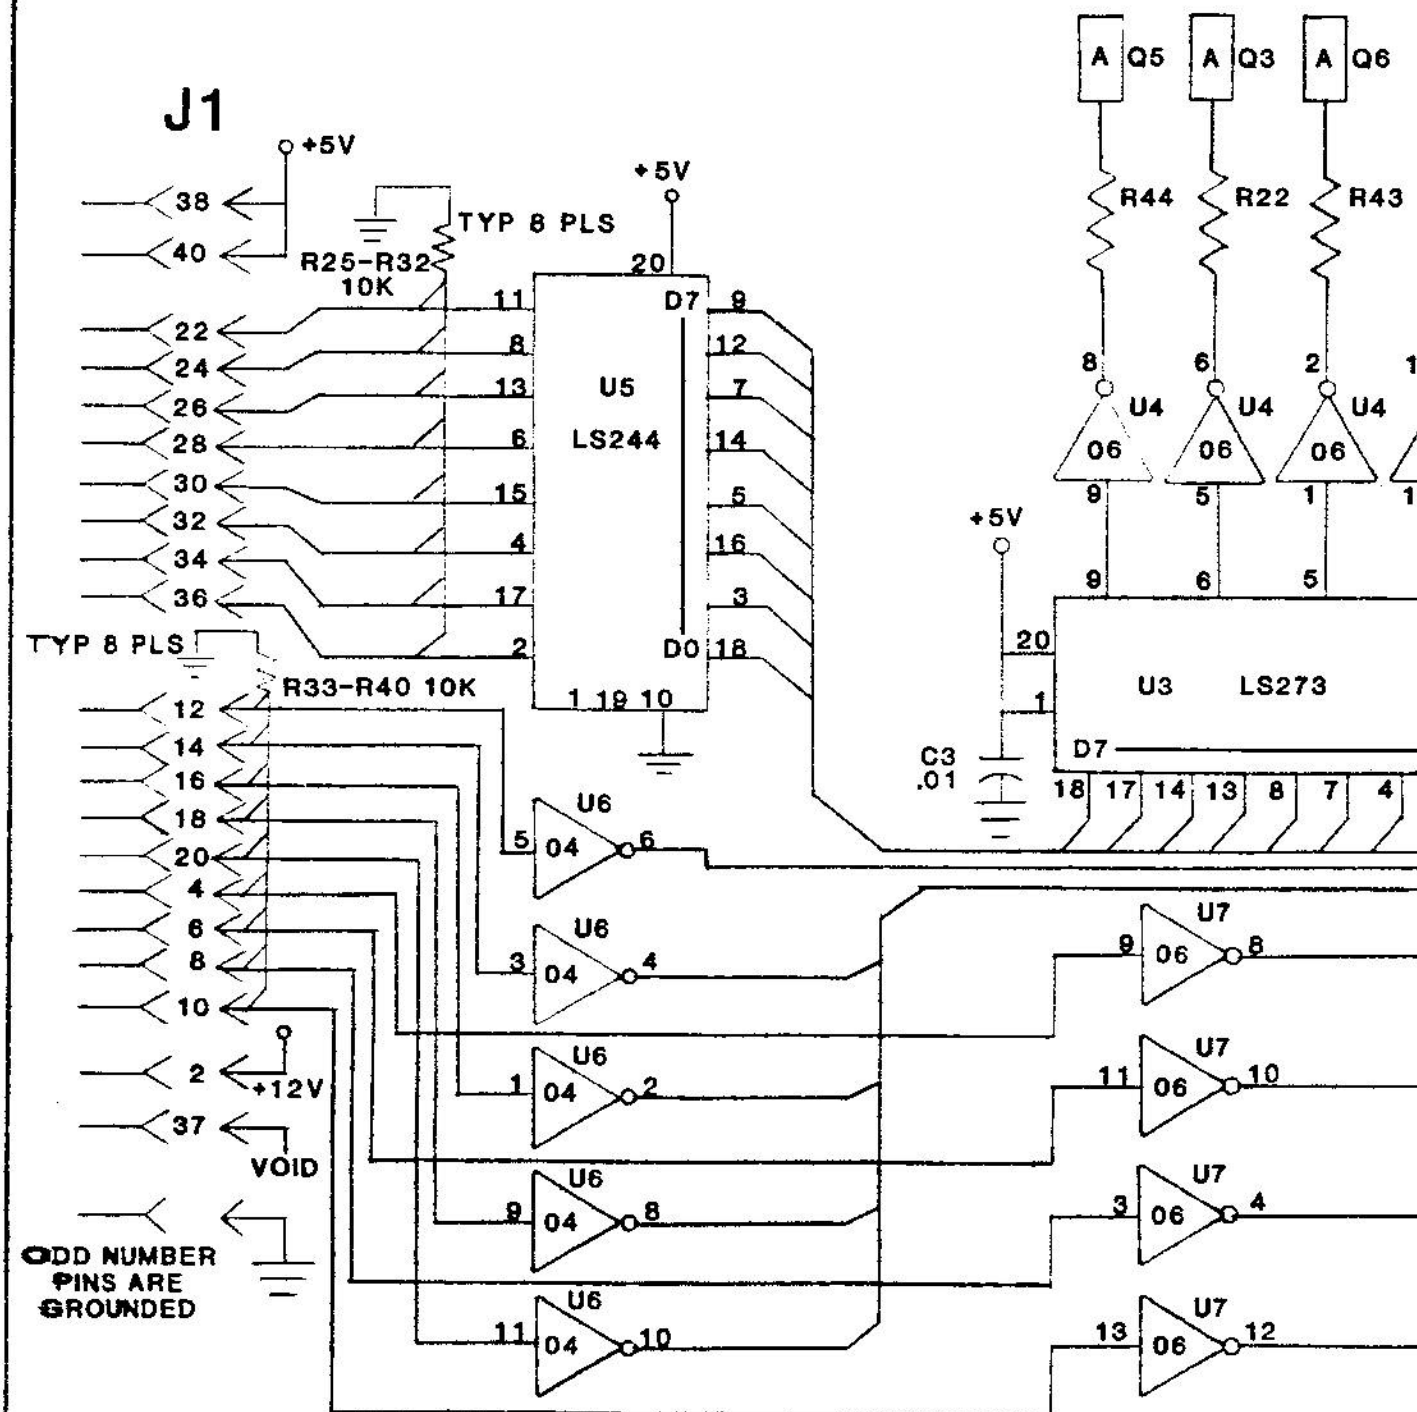 A Q5 A Q3 A Q6
J1
+5V
+5V
38
R44 R22 R43
TYP 8 PLS
40
R25-R32
10K
20
11 D7 9
22
8 12
24
8 6 2 1
13 U5 7
26
U4 U4 U4
28
6 LS244 14
06 06 06
30
15 5
9 5 1 1
32
+5V
4 16
34
9 6 5
36
17 3
TYP 8 PLS
2 D0 18
20
R33-R40 10K
U3 LS273
1 19 10
1
12
14
D7
C3
.01
16
18 17 14 13 8 7 4
U6
18
5 04 6
20
4
6
U6
U7
8
3 04 4
9 06 8
10
U6
U7
2
+12V
1 04 2
11 06 10
37
VOID
U6
U7
9 04 8
3 06 4
ODD NUMBER
PINS ARE
GROUNDED
U6
U7
11 04 10
13 06 12